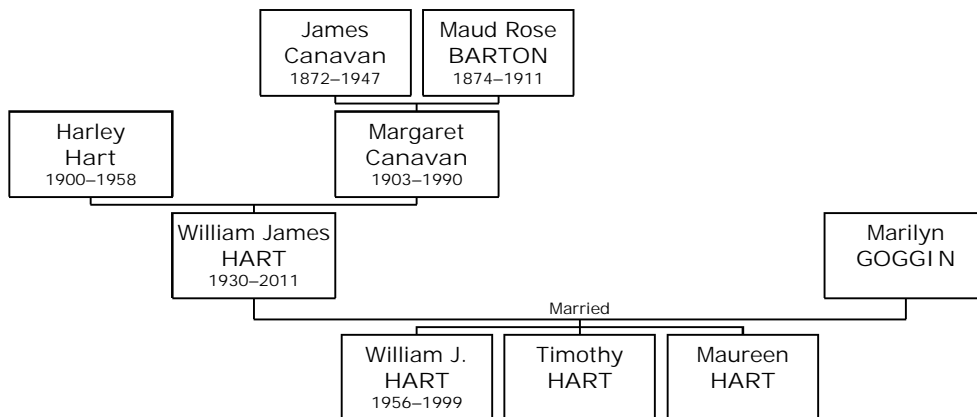 James
Canavan
1872–1947
Maud Rose
BARTON
1874–1911
Harley
Hart
1900–1958
Margaret
Canavan
1903–1990
William James
HART
1930–2011
Marilyn
GOGGIN
Married
William J.
HART
1956–1999
Timothy
HART
Maureen
HART